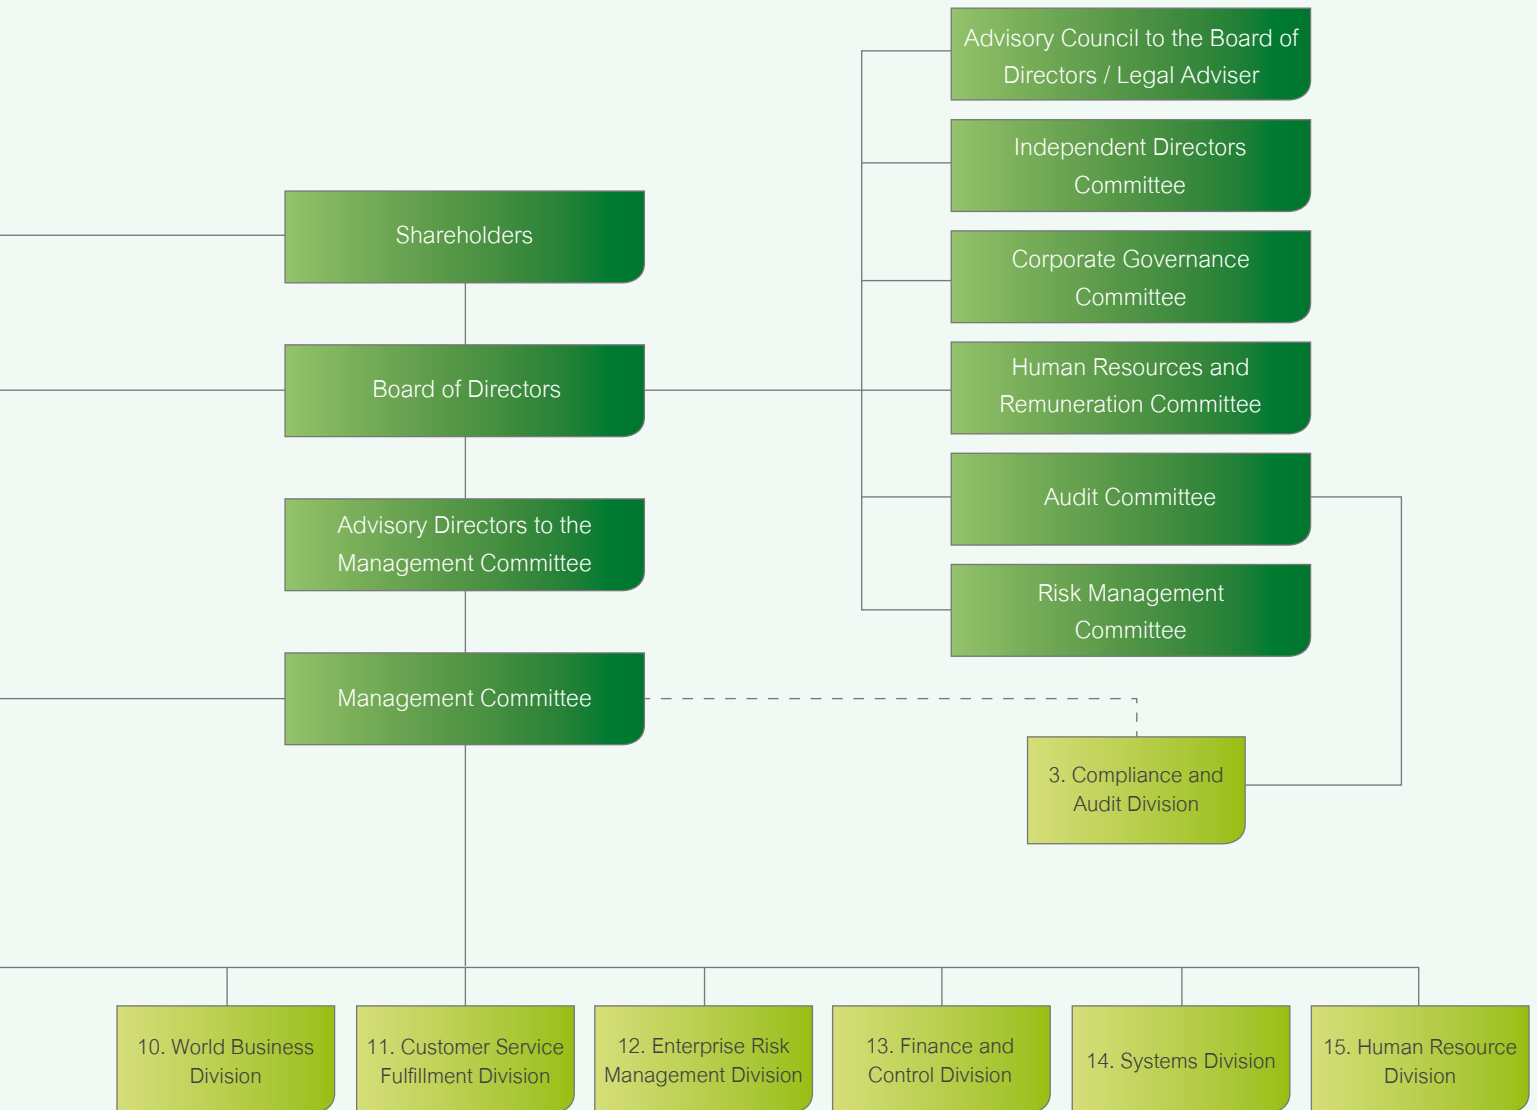 Advisory Council to the Board of
Directors / Legal Adviser
Independent Directors
Committee
Shareholders
Corporate Governance
Committee
Board of Directors
Human Resources and
Remuneration Committee
Advisory Directors to the
Management Committee
Audit Committee
Risk Management
Committee
Management Committee
3. Compliance and
Audit Division
10. World Business
Division
11. Customer Service
Fulfillment Division
12. Enterprise Risk
Management Division
13. Finance and
Control Division
14. Systems Division
15. Human Resource
Division